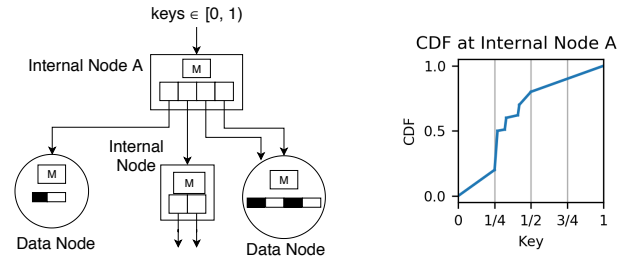 keys ∈ [0, 1)
Internal Node A
M
Internal
Node
M
M
M
Data Node
Data Node
CDF at Internal Node A
1.0
0.5
0.0
CDF
0 1/4 1/2 3/4 1
Key